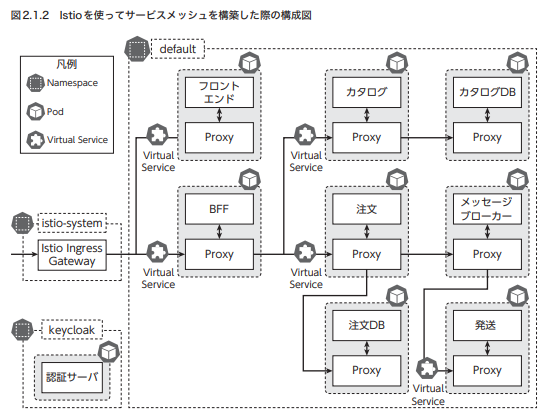 図2.1.2 Istioを使ってサービスメッシュを構築した際の構成図
凡例
Namespace
Pod
Virtual Service
default
フロント
エンド
Proxy
カタログ
Proxy
カタログDB
Proxy
Virtual
Service
Virtual
Service
BFF
Proxy
注文
Proxy
メッセージ
ブローカー
Proxy
istio-system
Istio Ingress
Gateway
Virtual
Service
Virtual
Service
keycloak
認証サーバ
注文DB
Proxy
発送
Proxy
Virtual
Service